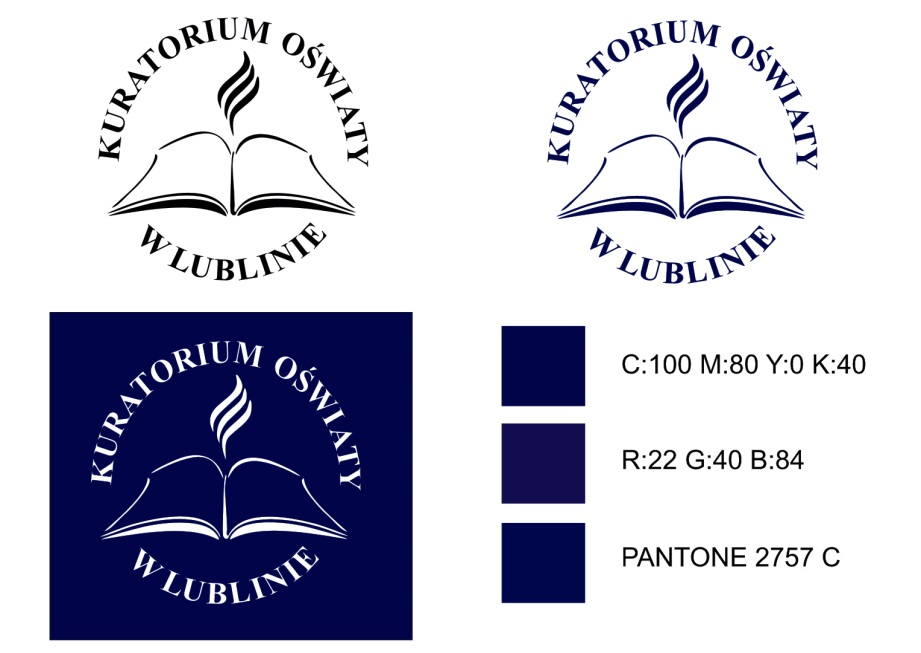 KURATORIUM OŚWIATY
W LUBLINIE
KURATORIUM OŚWIATY
W LUBLINIE
KURATORIUM OŚWIATY
W LUBLINIE
C:100 M:80 Y:0 K:40
R:22 G:40 B:84
PANTONE 2757 C